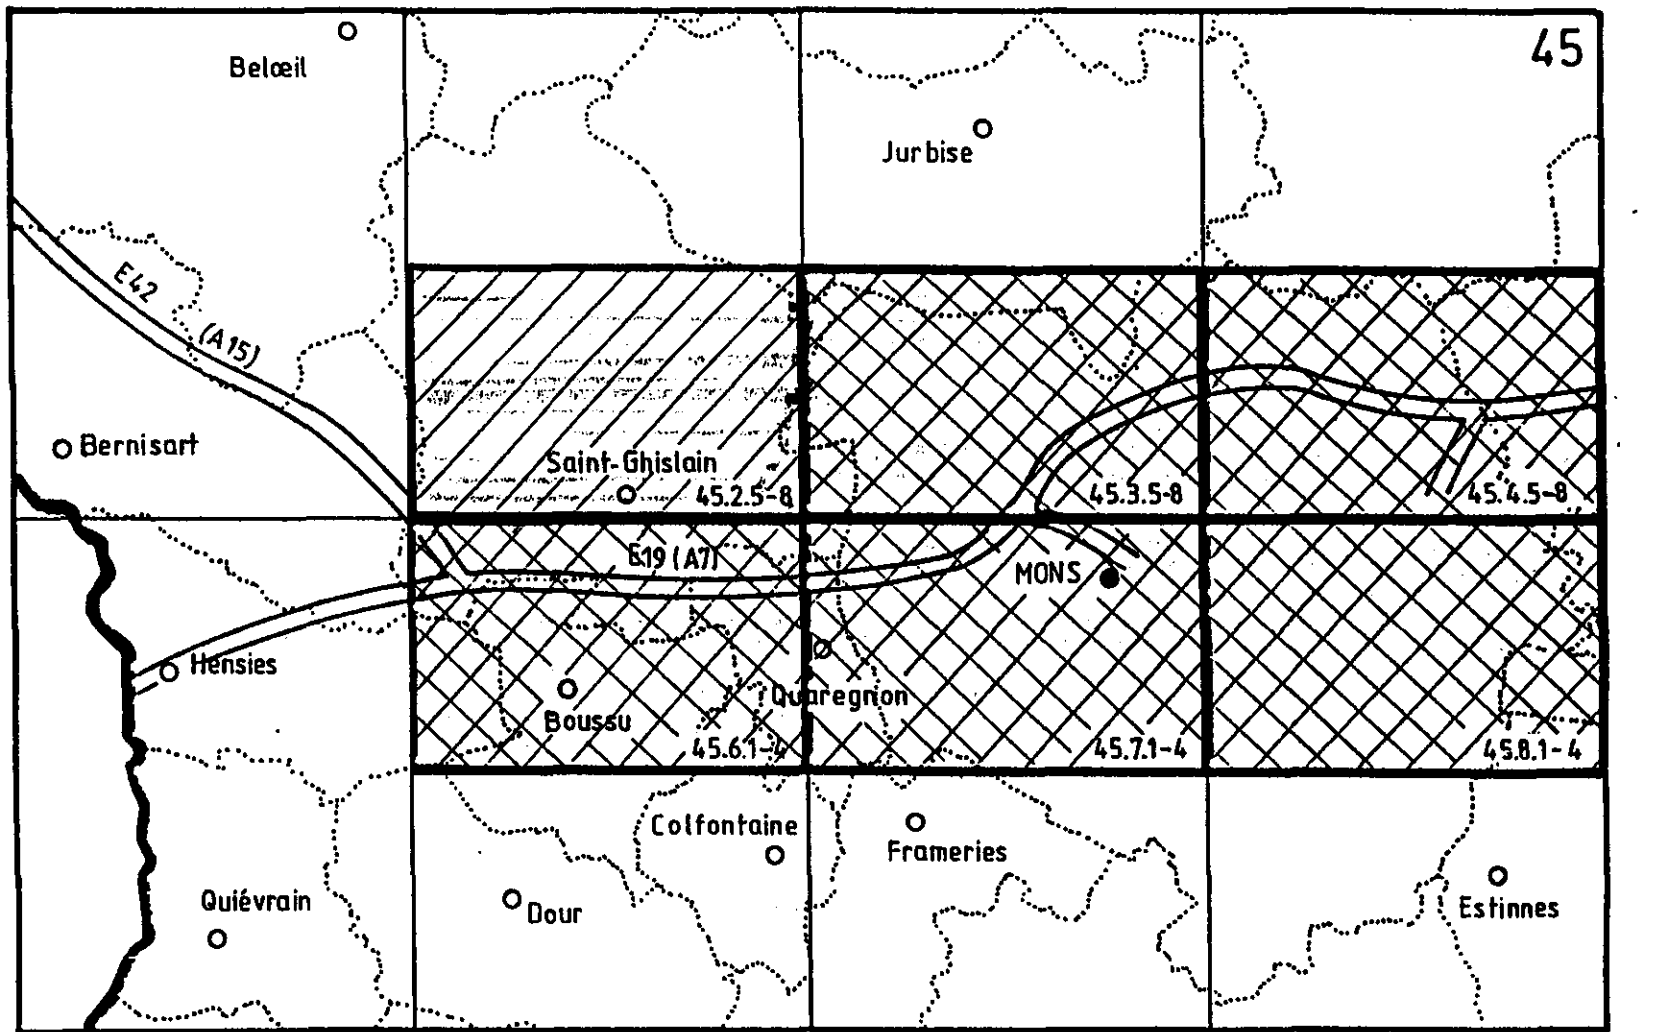 45
Belœil
Jurbise
E42
(A15)
Bernisart
Saint-Ghislain
45.2.5-8
45.3.5-8
45.4.5-8
E19 (A7)
MONS
Hensies
Quaregnon
Boussu
45.6.1-4
45.7.1-4
45.8.1-4
Colfontaine
Frameries
Quiévrain
Dour
Estinnes